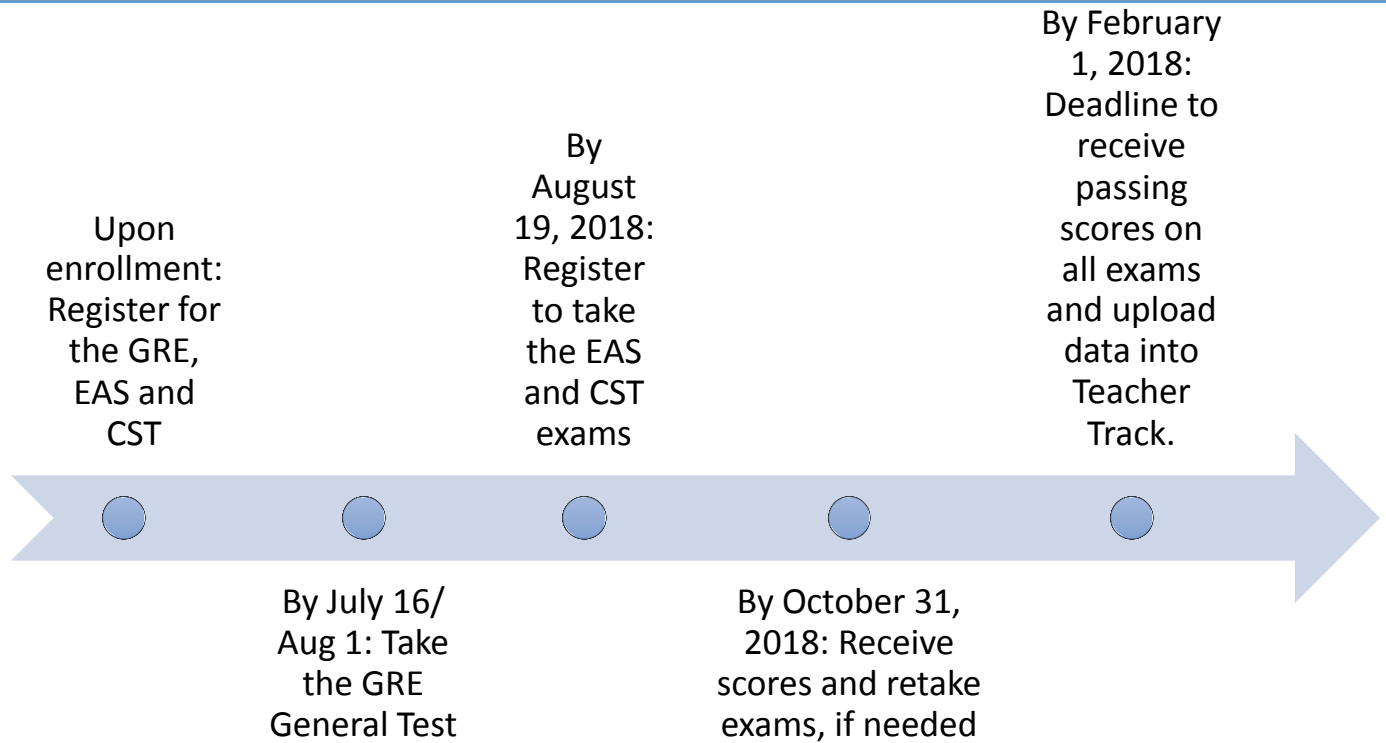 Upon
enrollment:
Register for
the GRE,
EAS and
CST
By July 16/
Aug 1: Take
the GRE
General Test
By
August
19, 2018:
Register
to take
the EAS
and CST
exams
By October 31,
2018: Receive
scores and retake
exams, if needed
By February
1, 2018:
Deadline to
receive
passing
scores on
all exams
and upload
data into
Teacher
Track.